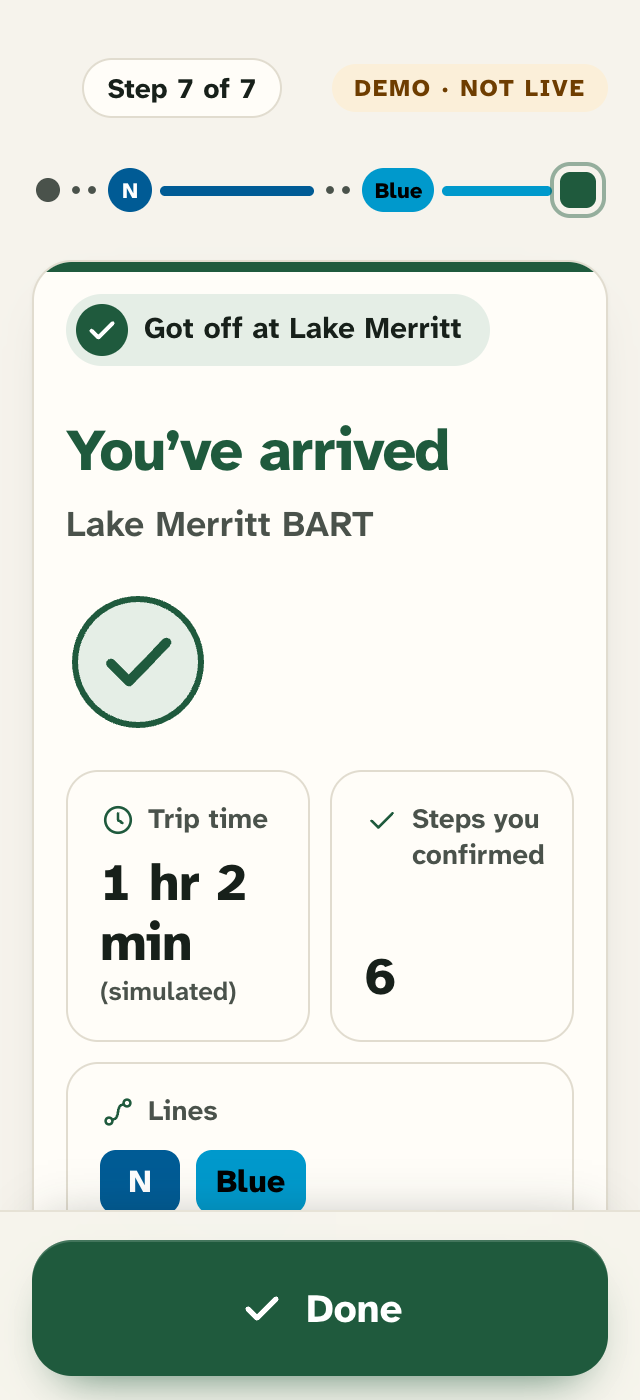 Step 7 of 7
DEMO · NOT LIVE
N
Blue
Got off at Lake Merritt
You’ve arrived
Lake Merritt BART
Trip time
1 hr 2
min
(simulated)
Steps you
confirmed
6
Lines
N
Blue
Done